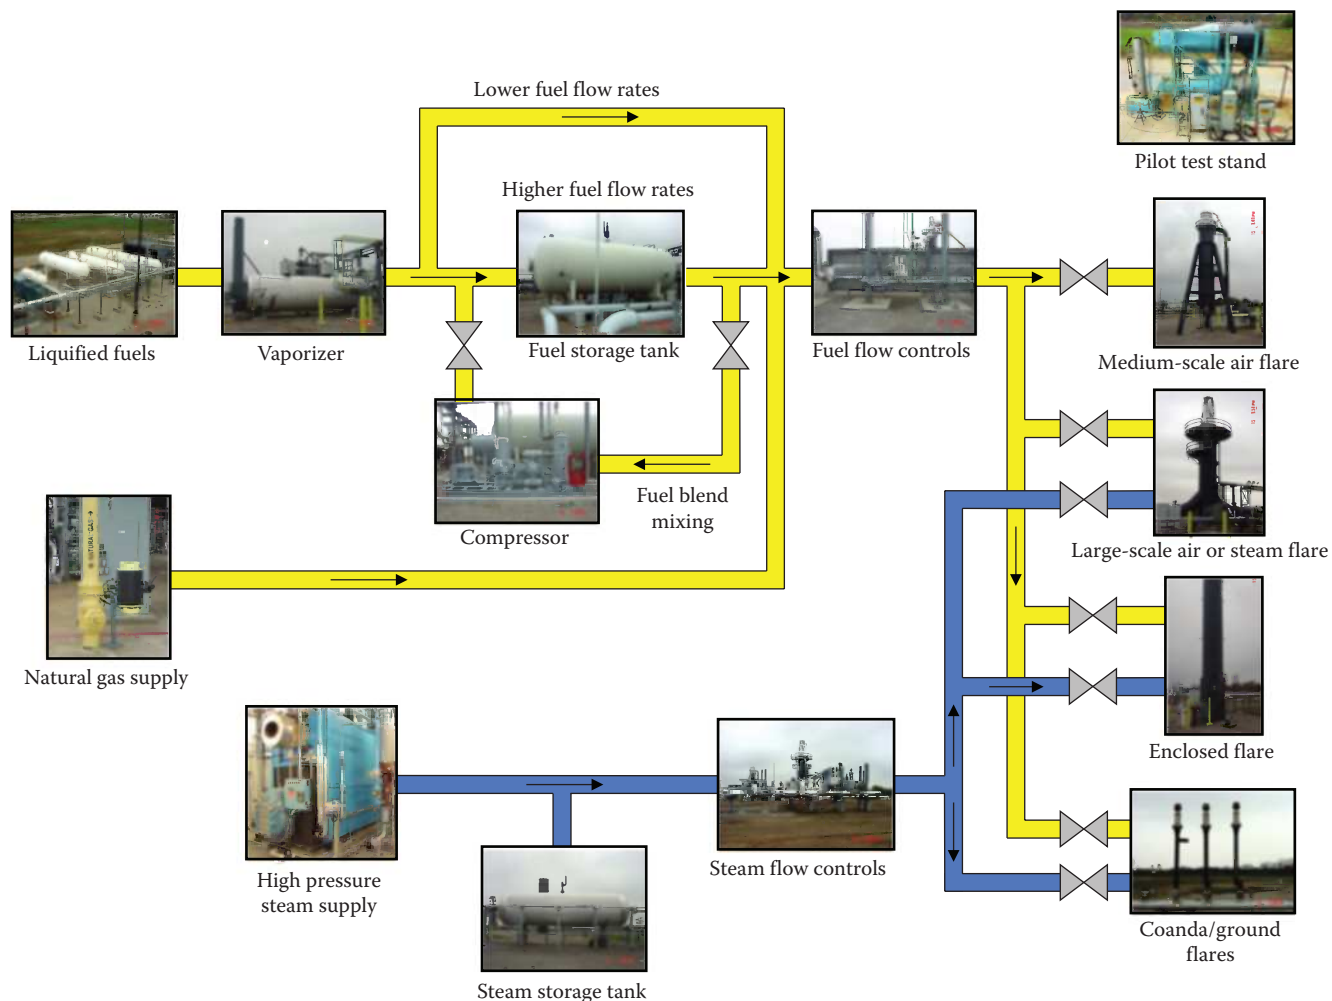 Lower fuel flow rates
Pilot test stand
Higher fuel flow rates
Liquified fuels
Vaporizer
Fuel storage tank
Fuel flow controls
Medium-scale air flare
Fuel blend
mixing
Compressor
Large-scale air or steam flare
NATURAL GAS
Natural gas supply
Enclosed flare
High pressure
steam supply
Steam flow controls
Coanda/ground
flares
Steam storage tank